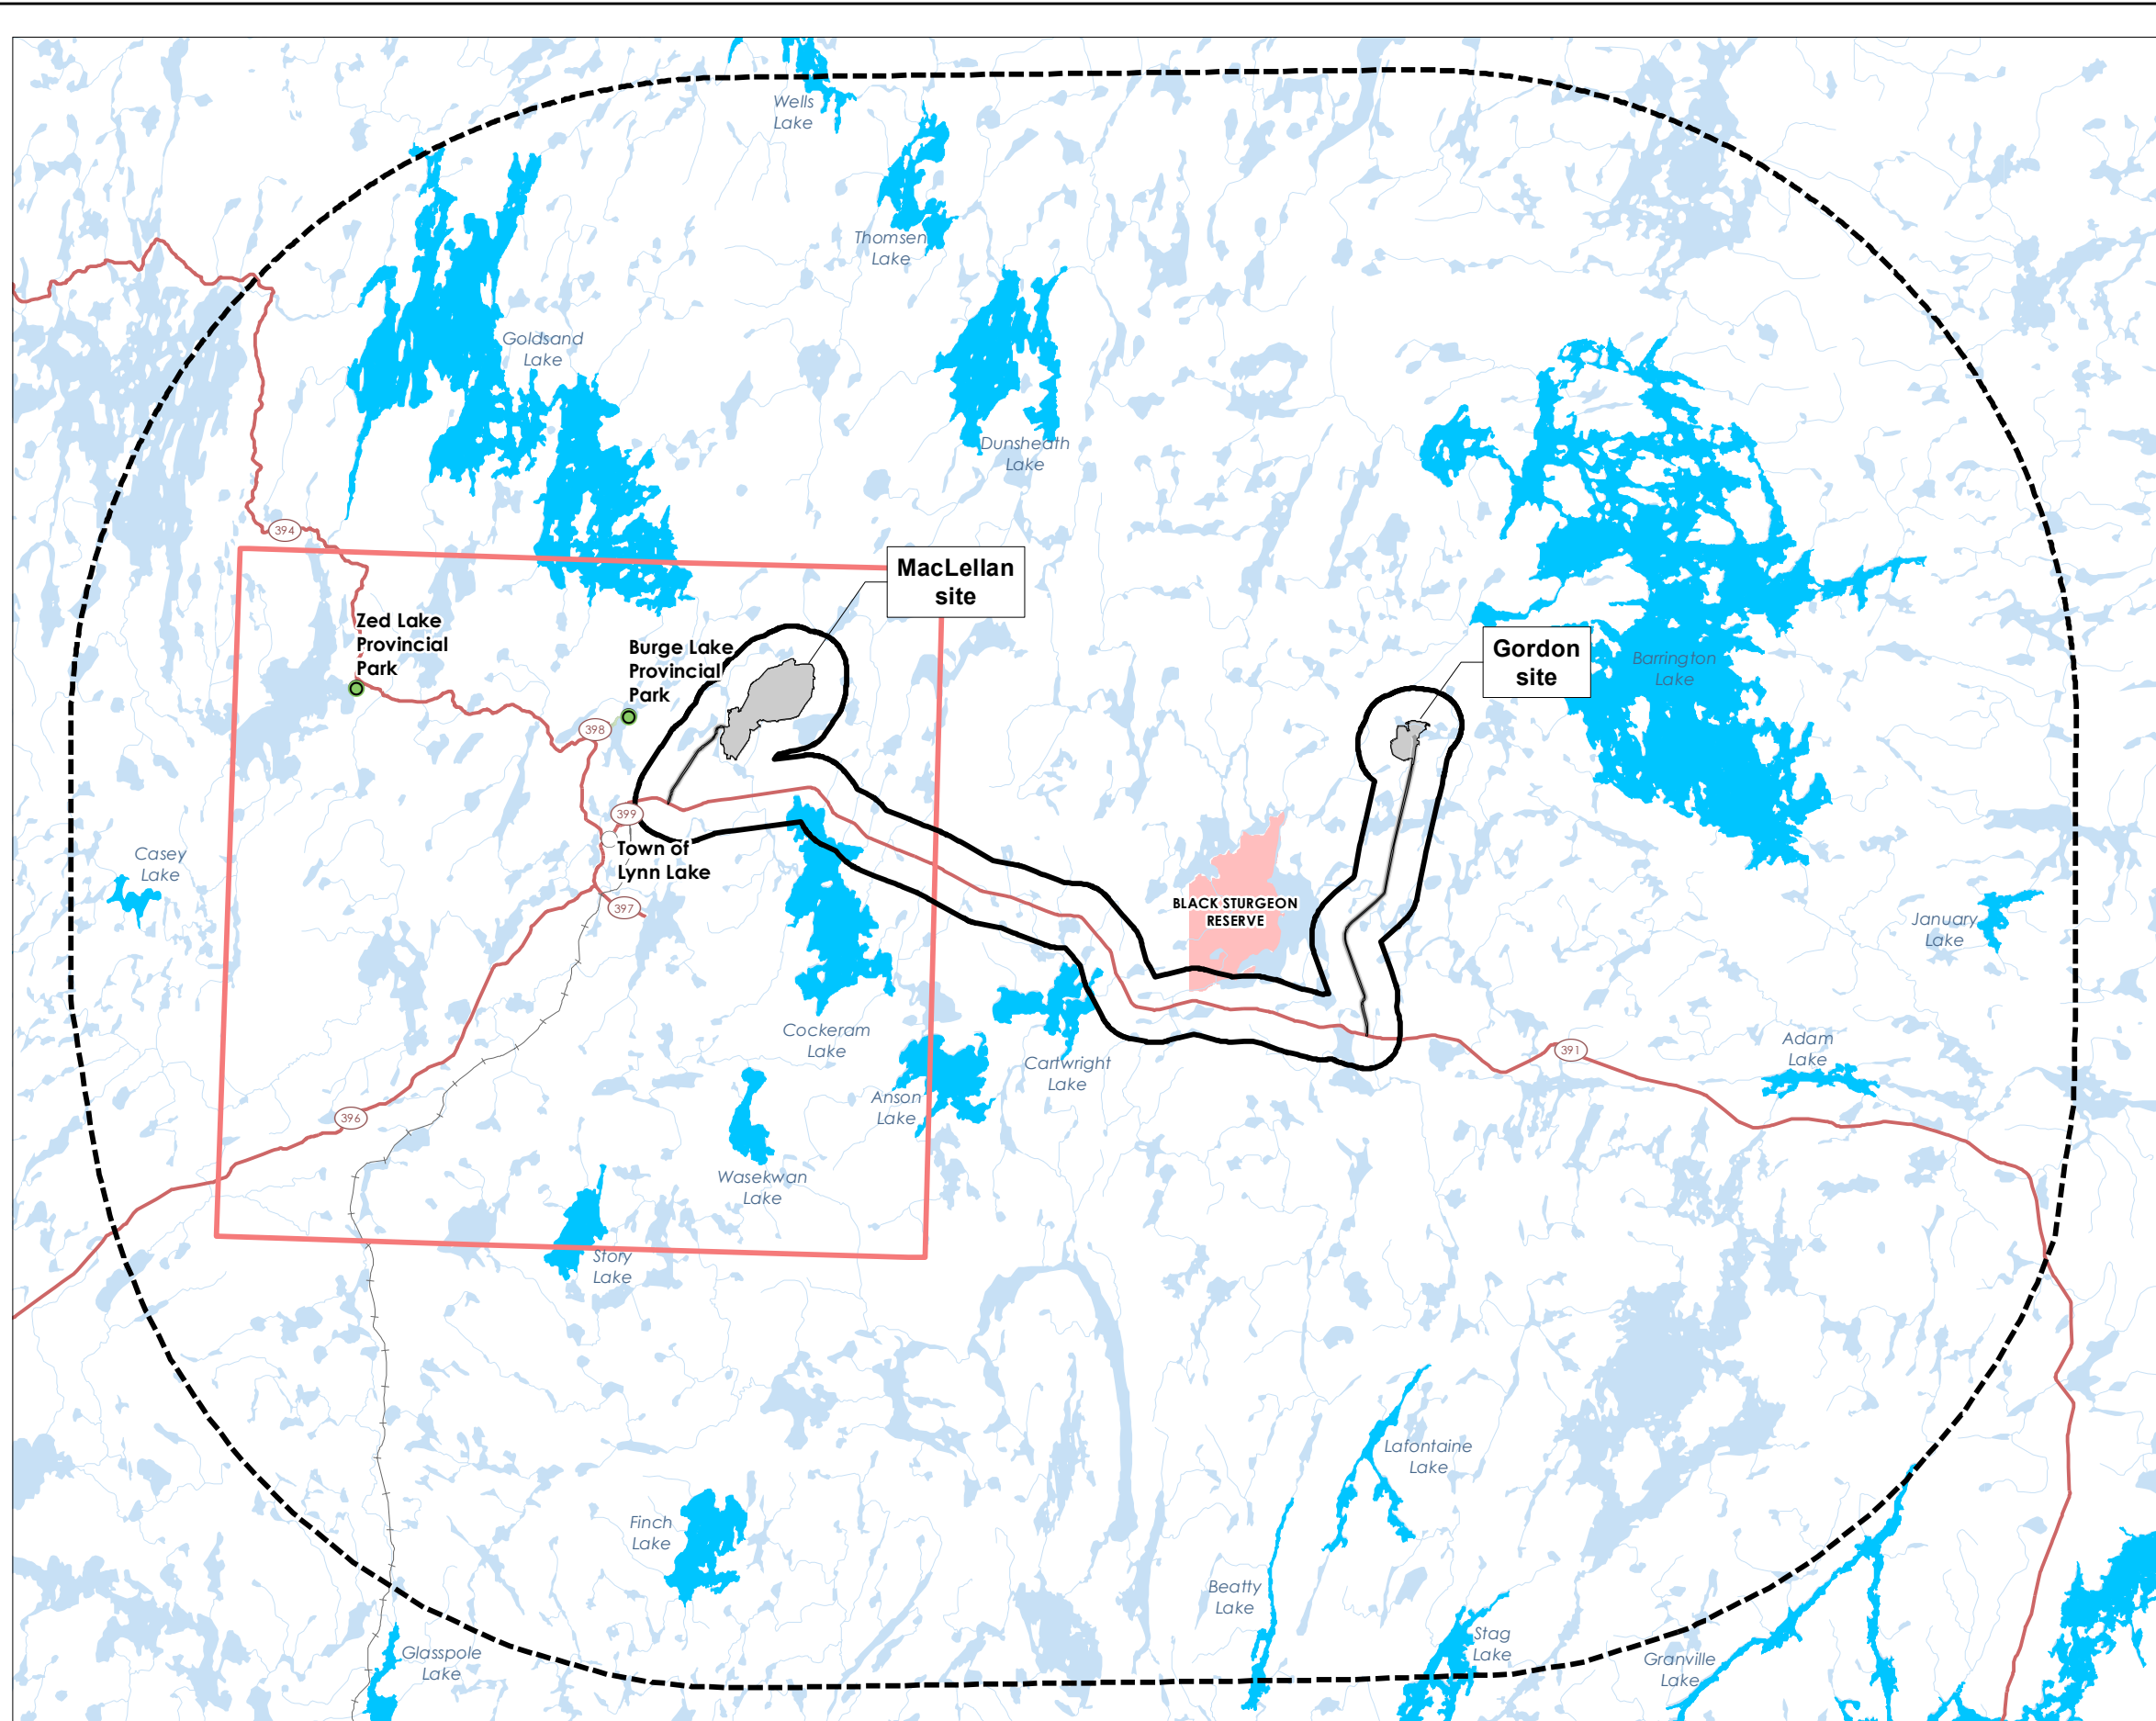 Wells
Lake
Thomsen
Lake
Goldsand
Lake
Dunsheath
Lake
394
MacLellan
site
Zed Lake
Provincial
Park
Burge Lake
Provincial
Park
Gordon
site
Barrington
Lake
398
399
Town of
Lynn Lake
Casey
Lake
397
BLACK STURGEON
RESERVE
January
Lake
Cockeram
Lake
Cartwright
Lake
391
Adam
Lake
Anson
Lake
396
Wasekwan
Lake
Story
Lake
Lafontaine
Lake
Finch
Lake
Beatty
Lake
Stag
Lake
Glasspole
Lake
Granville
Lake